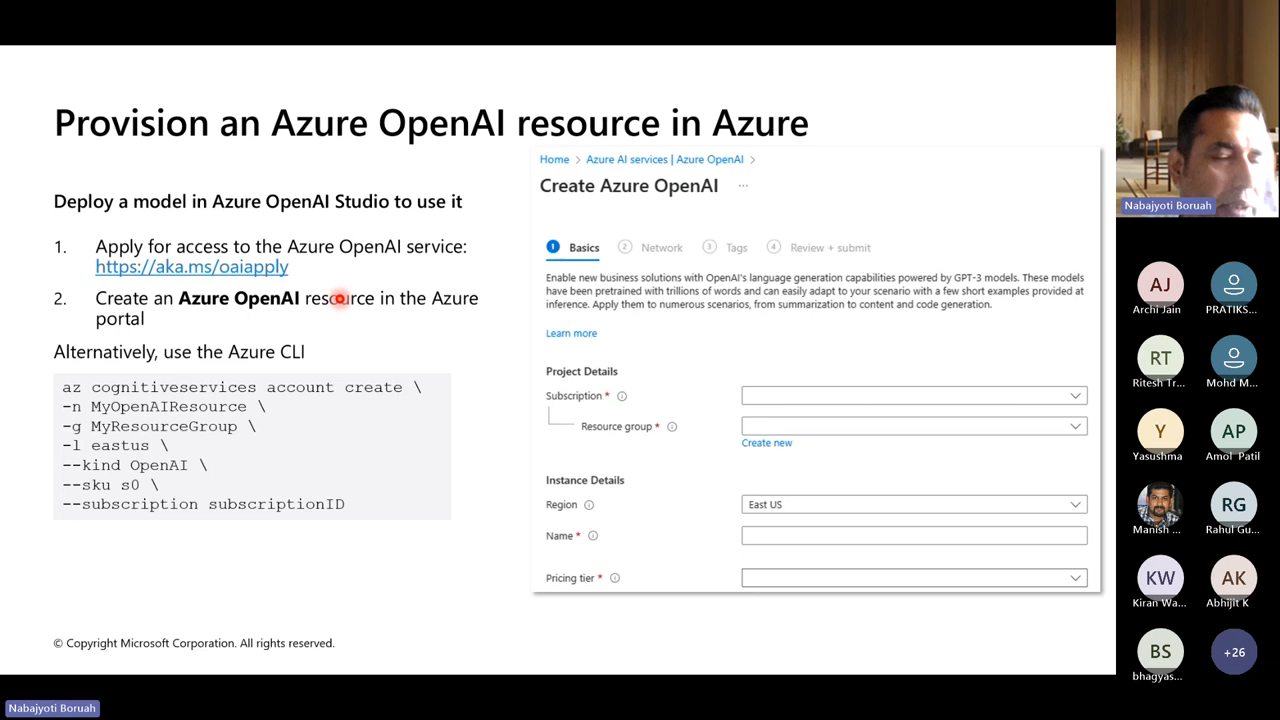 Provision an Azure OpenAI resource in Azure
Deploy a model in Azure OpenAI Studio to use it
1. Apply for access to the Azure OpenAI service:
https://aka.ms/oaiapply
2. Create an Azure OpenAI resource in the Azure
portal
Alternatively, use the Azure CLI
az cognitiveservices account create \
-n MyOpenAIResource \
-g MyResourceGroup \
-l eastus \
--kind OpenAI \
--sku s0 \
--subscription subscriptionID
© Copyright Microsoft Corporation. All rights reserved.
Home > Azure AI services | Azure OpenAI >
Create Azure OpenAI ...
1 Basics 2 Network 3 Tags 4 Review + submit
Enable new business solutions with OpenAI's language generation capabilities powered by GPT-3 models. These models
have been pretrained with trillions of words and can easily adapt to your scenario with a few short examples provided at
inference. Apply them to numerous scenarios, from summarization to content and code generation.
Learn more
Project Details
Subscription *
Resource group *
Create new
Instance Details
Region East US
Name *
Pricing tier *
Nabajyoti Boruah
AJ
Archi Jain PRATIKS...
RT
Ritesh Tr... Mohd M...
Y AP
Yasushma Amol Patil
RG
Manish ... Rahul Gu...
KW AK
Kiran Wa... Abhijit K
BS +26
bhagyas...
Nabajyoti Boruah